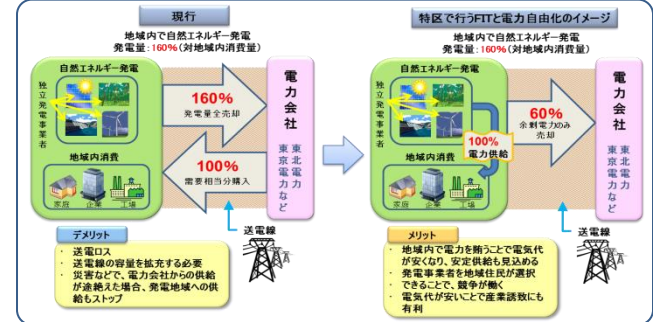 現行
地域内で自然エネルギー発電
発電量：160%（対地域内消費量）
自然エネルギー発電
独立発電事業者
地域内消費
家庭
企業
工場
160%
発電量全売却
100%
需要相当分購入
電力会社
東北電力
東京電力など
送電線
デメリット
・ 送電ロス
・ 送電線の容量を拡充する必要
・ 災害などで、電力会社からの供給
が途絶えた場合、発電地域への供
給もストップ
特区で行うFITと電力自由化のイメージ
地域内で自然エネルギー発電
発電量：160%（対地域内消費量）
自然エネルギー発電
独立発電事業者
地域内消費
家庭
企業
工場
100%
電力供給
60%
余剰電力のみ
売却
電力会社
東北電力
東京電力など
送電線
メリット
・ 地域内で電力を賄うことで電気代
が安くなり、安定供給も見込める
・ 発電事業者を地域住民が選択
・ できることで、競争が働く
・ 電気代が安いことで産業誘致にも
有利